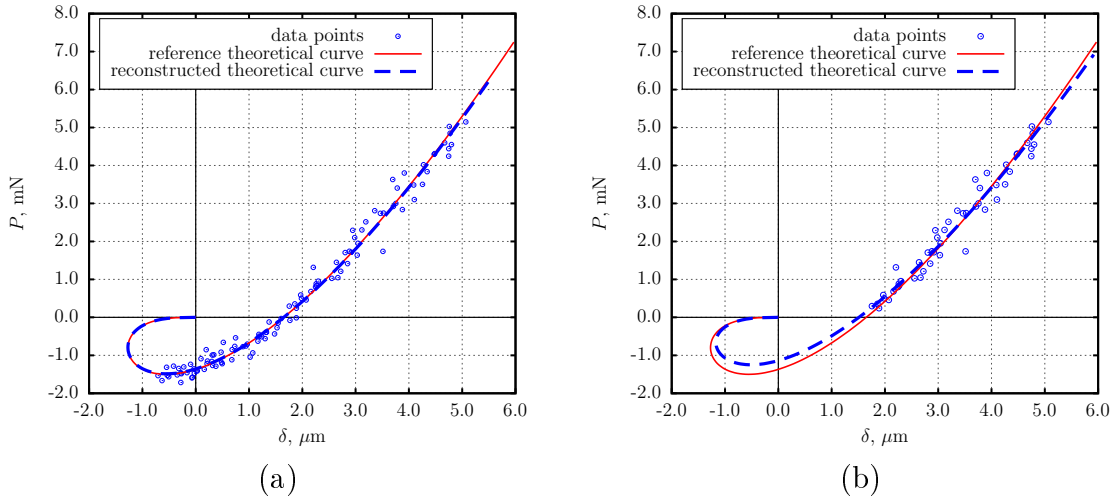 8.0
7.0
6.0
5.0
4.0
3.0
2.0
1.0
0.0
-1.0
-2.0
P, mN
data points
reference theoretical curve
reconstructed theoretical curve
-2.0 -1.0 0.0 1.0 2.0 3.0 4.0 5.0 6.0
δ, μm
(a)
8.0
7.0
6.0
5.0
4.0
3.0
2.0
1.0
0.0
-1.0
-2.0
P, mN
data points
reference theoretical curve
reconstructed theoretical curve
-2.0 -1.0 0.0 1.0 2.0 3.0 4.0 5.0 6.0
δ, μm
(b)